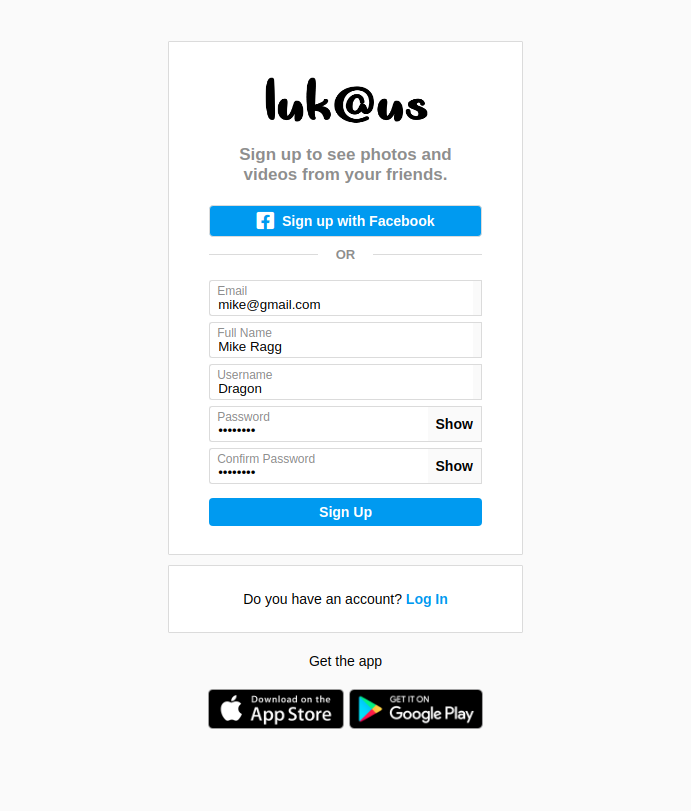 luk@us
Sign up to see photos and
videos from your friends.
Sign up with Facebook
OR
Email
mike@gmail.com
Full Name
Mike Ragg
Username
Dragon
Password
•••••••• Show
Confirm Password
•••••••• Show
Sign Up
Do you have an account? Log In
Get the app
Download on the
App Store
GET IT ON
Google Play